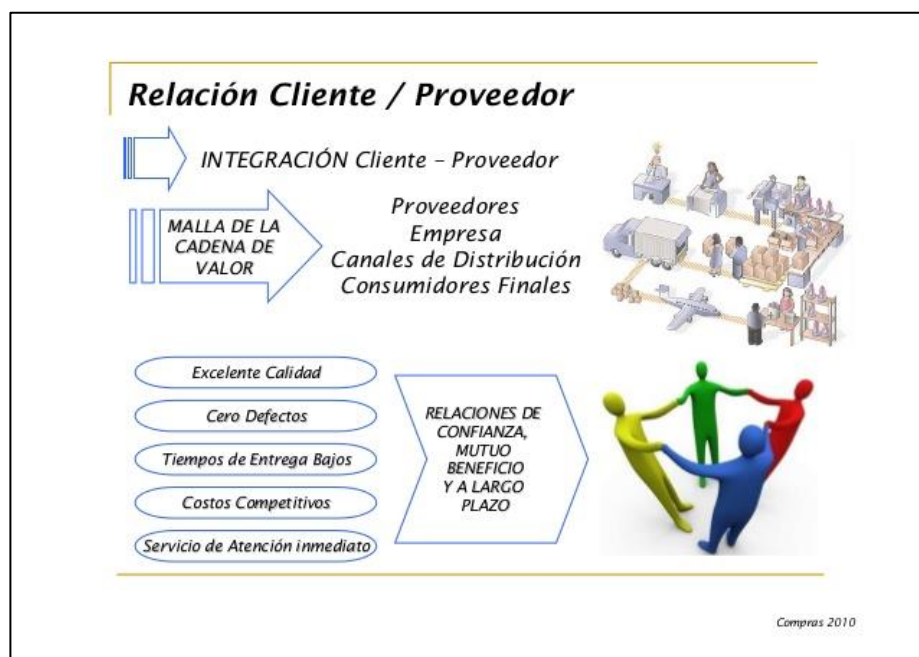 Relación Cliente / Proveedor
INTEGRACIÓN Cliente – Proveedor
MALLA DE LA
CADENA DE
VALOR
Proveedores
Empresa
Canales de Distribución
Consumidores Finales
Excelente Calidad
Cero Defectos
Tiempos de Entrega Bajos
Costos Competitivos
Servicio de Atención inmediato
RELACIONES DE
CONFIANZA,
MUTUO
BENEFICIO
Y A LARGO
PLAZO
Compras 2010